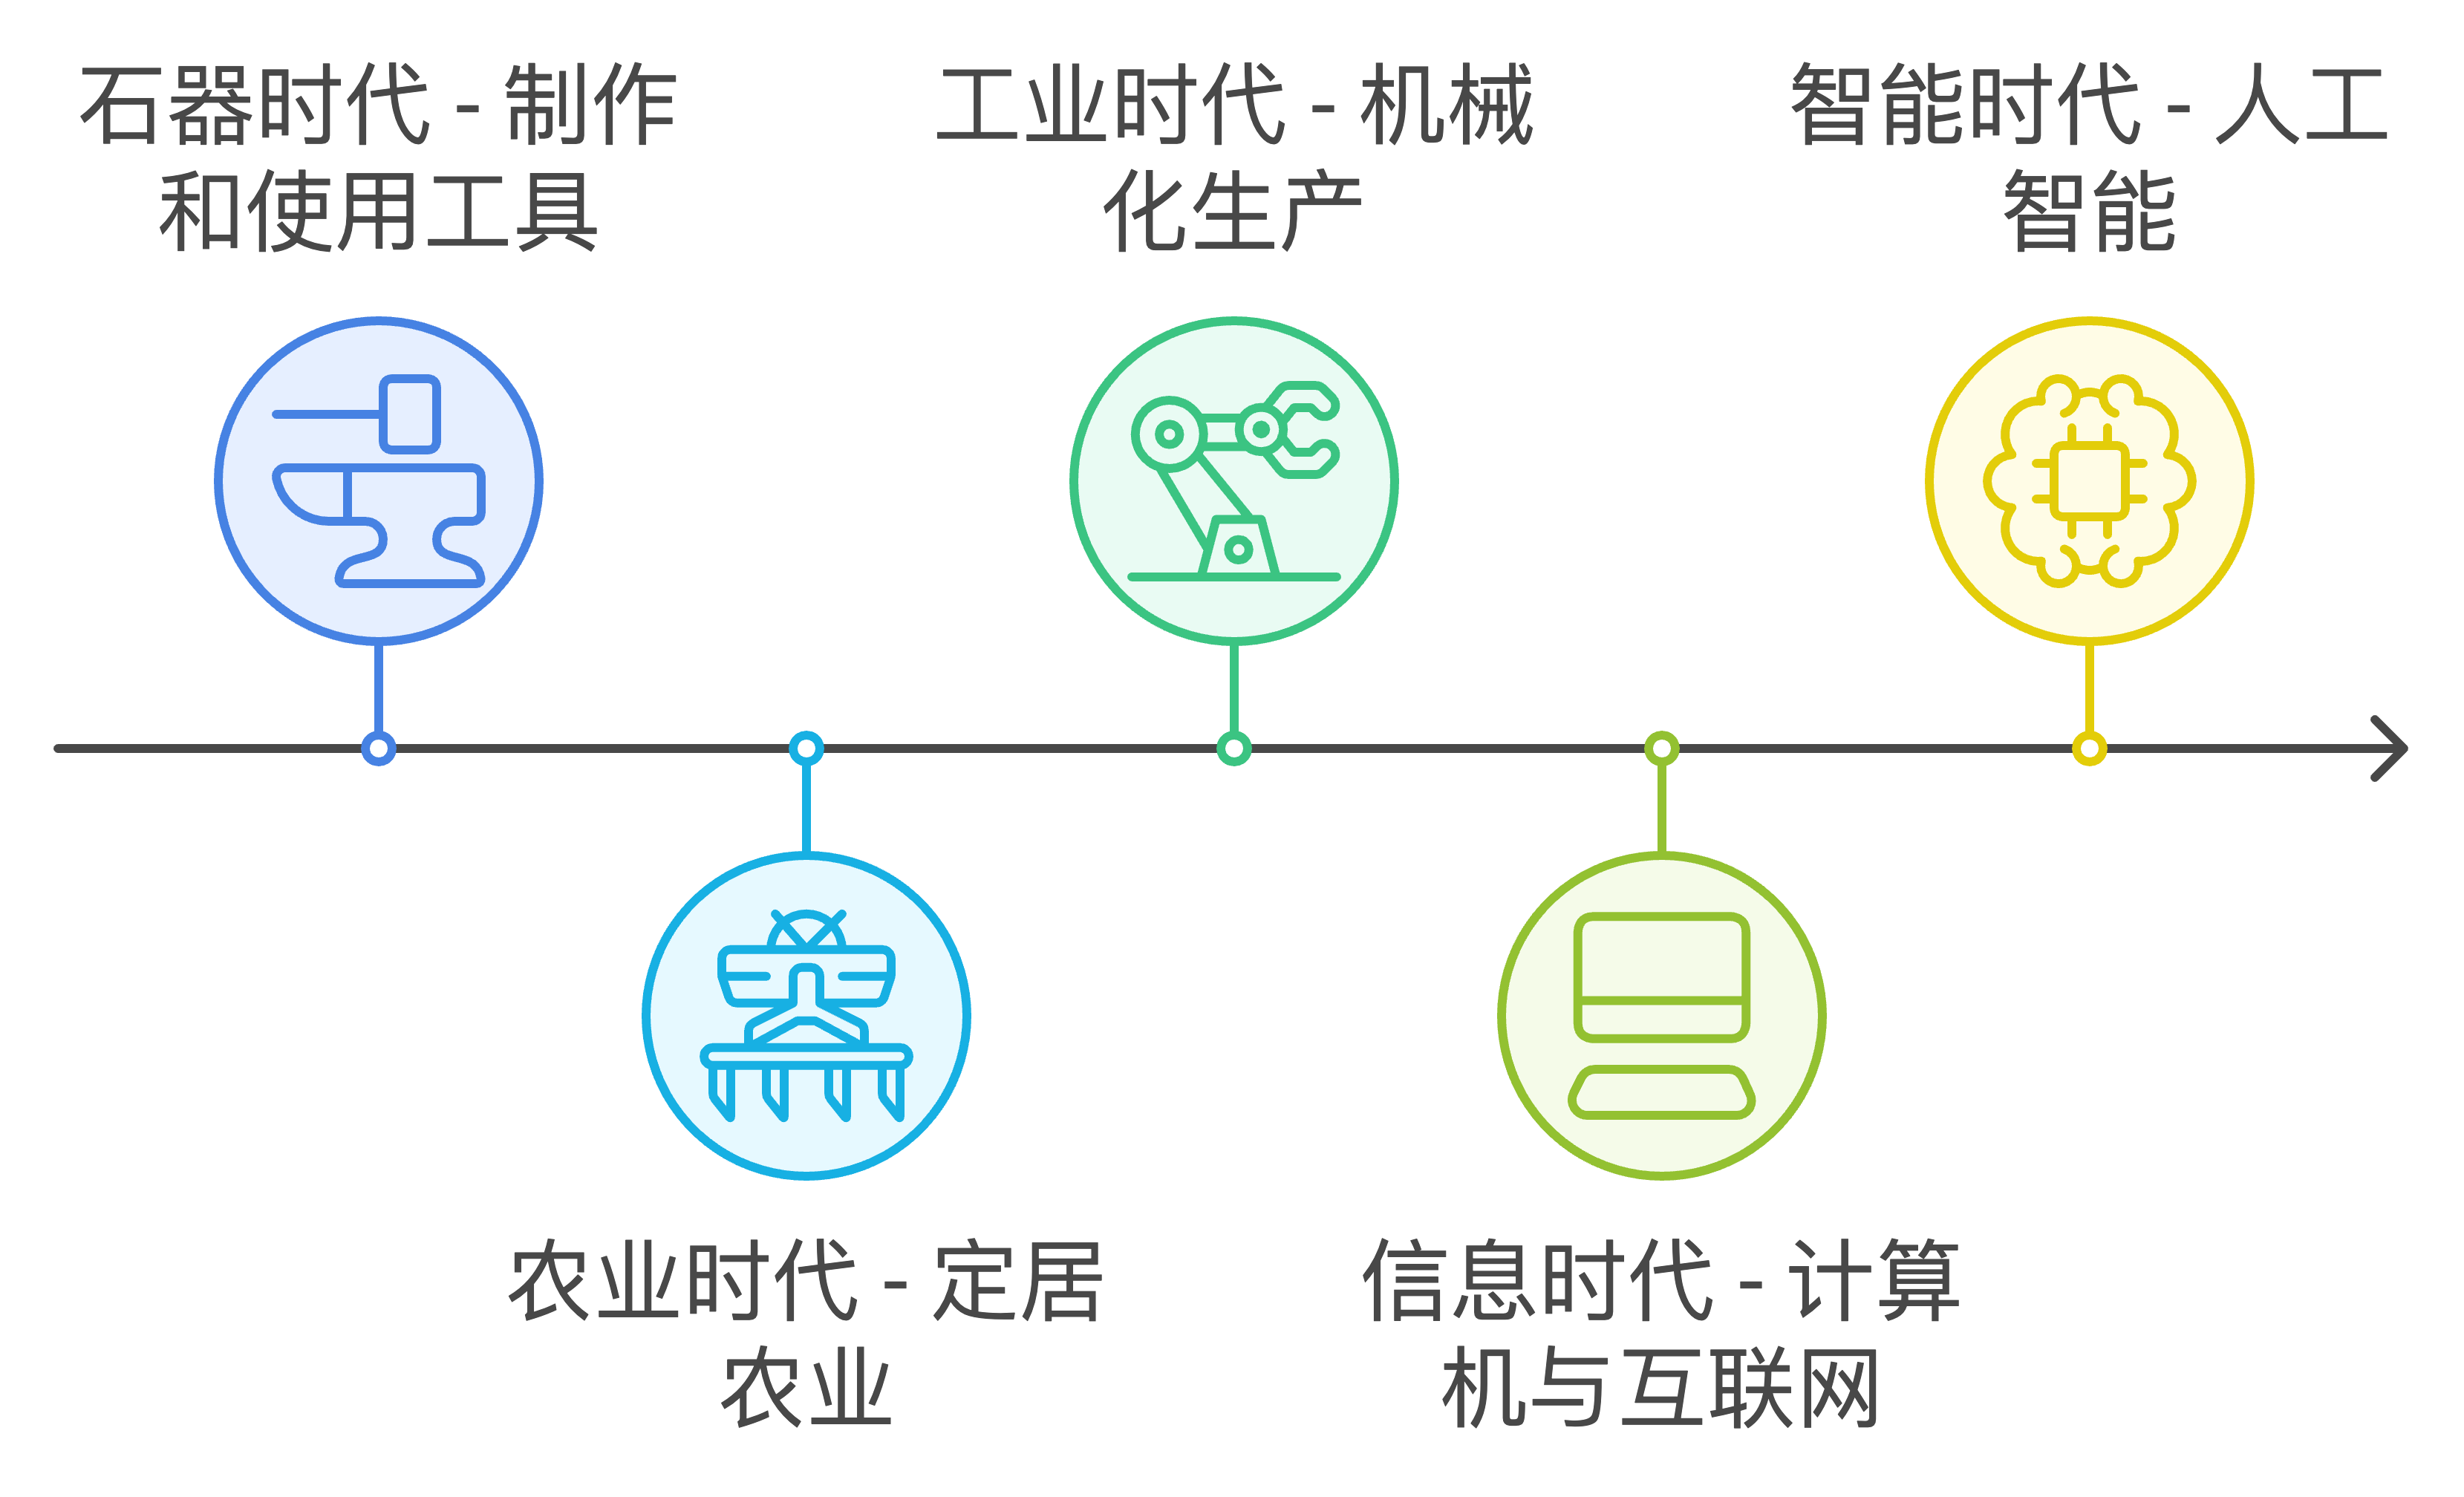 石器时代 - 制作
和使用工具
工业时代 - 机械
化生产
智能时代 - 人工
智能
农业时代 - 定居
农业
信息时代 - 计算
机与互联网